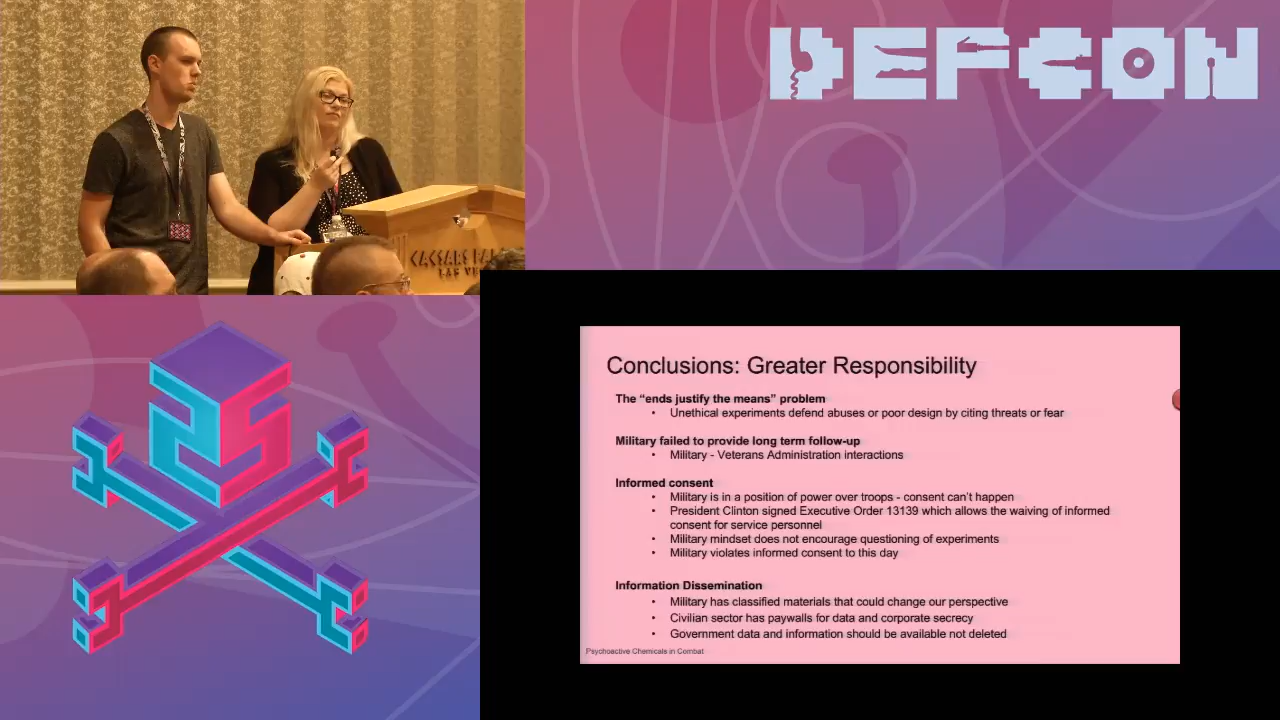 DEFCON
CAESARS PA
LAS VE
Conclusions: Greater Responsibility
The “ends justify the means” problem
• Unethical experiments defend abuses or poor design by citing threats or fear
Military failed to provide long term follow-up
• Military - Veterans Administration interactions
Informed consent
• Military is in a position of power over troops - consent can’t happen
• President Clinton signed Executive Order 13139 which allows the waiving of informed
consent for service personnel
• Military mindset does not encourage questioning of experiments
• Military violates informed consent to this day
Information Dissemination
• Military has classified materials that could change our perspective
• Civilian sector has paywalls for data and corporate secrecy
• Government data and information should be available not deleted
Psychoactive Chemicals in Combat